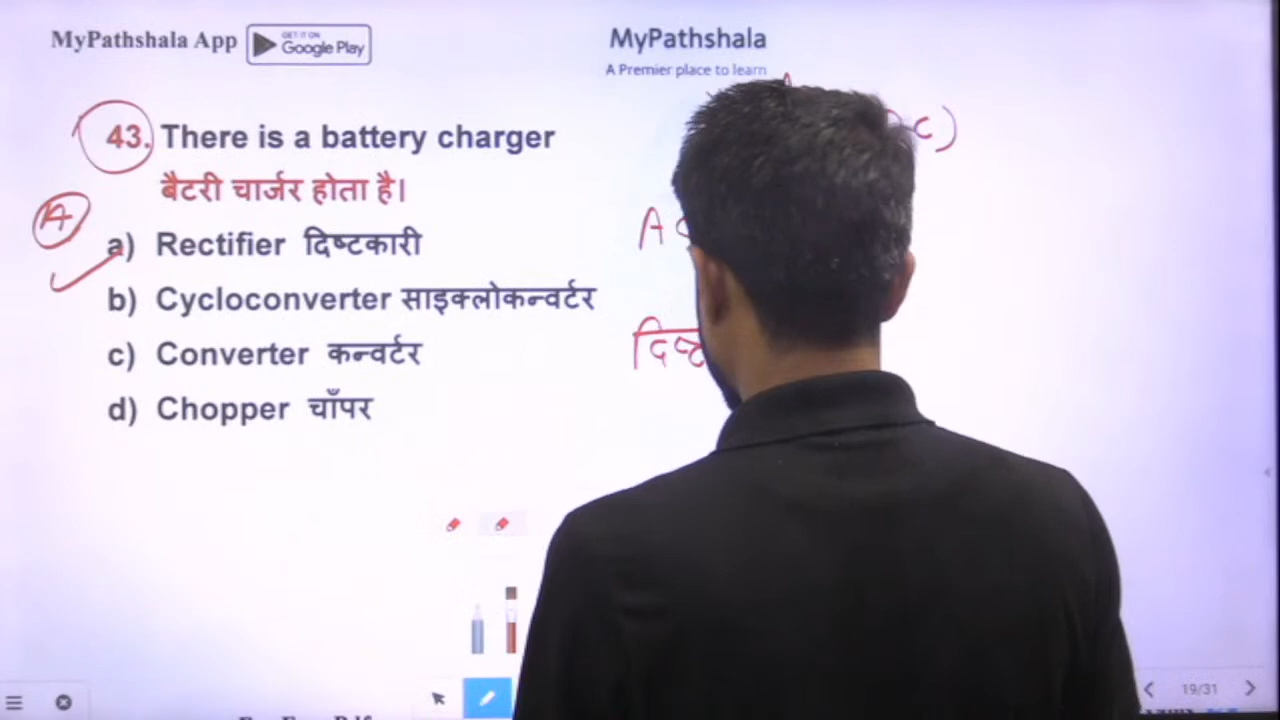 MyPathshala App
GET IT ON
Google Play
MyPathshala
A Premier place to learn
43. There is a battery charger
बैटरी चार्जर होता है।
A
a) Rectifier दिष्टकारी
b) Cycloconverter साइक्लोकन्वर्टर
c) Converter कन्वर्टर
d) Chopper चाँपर
A
19/31